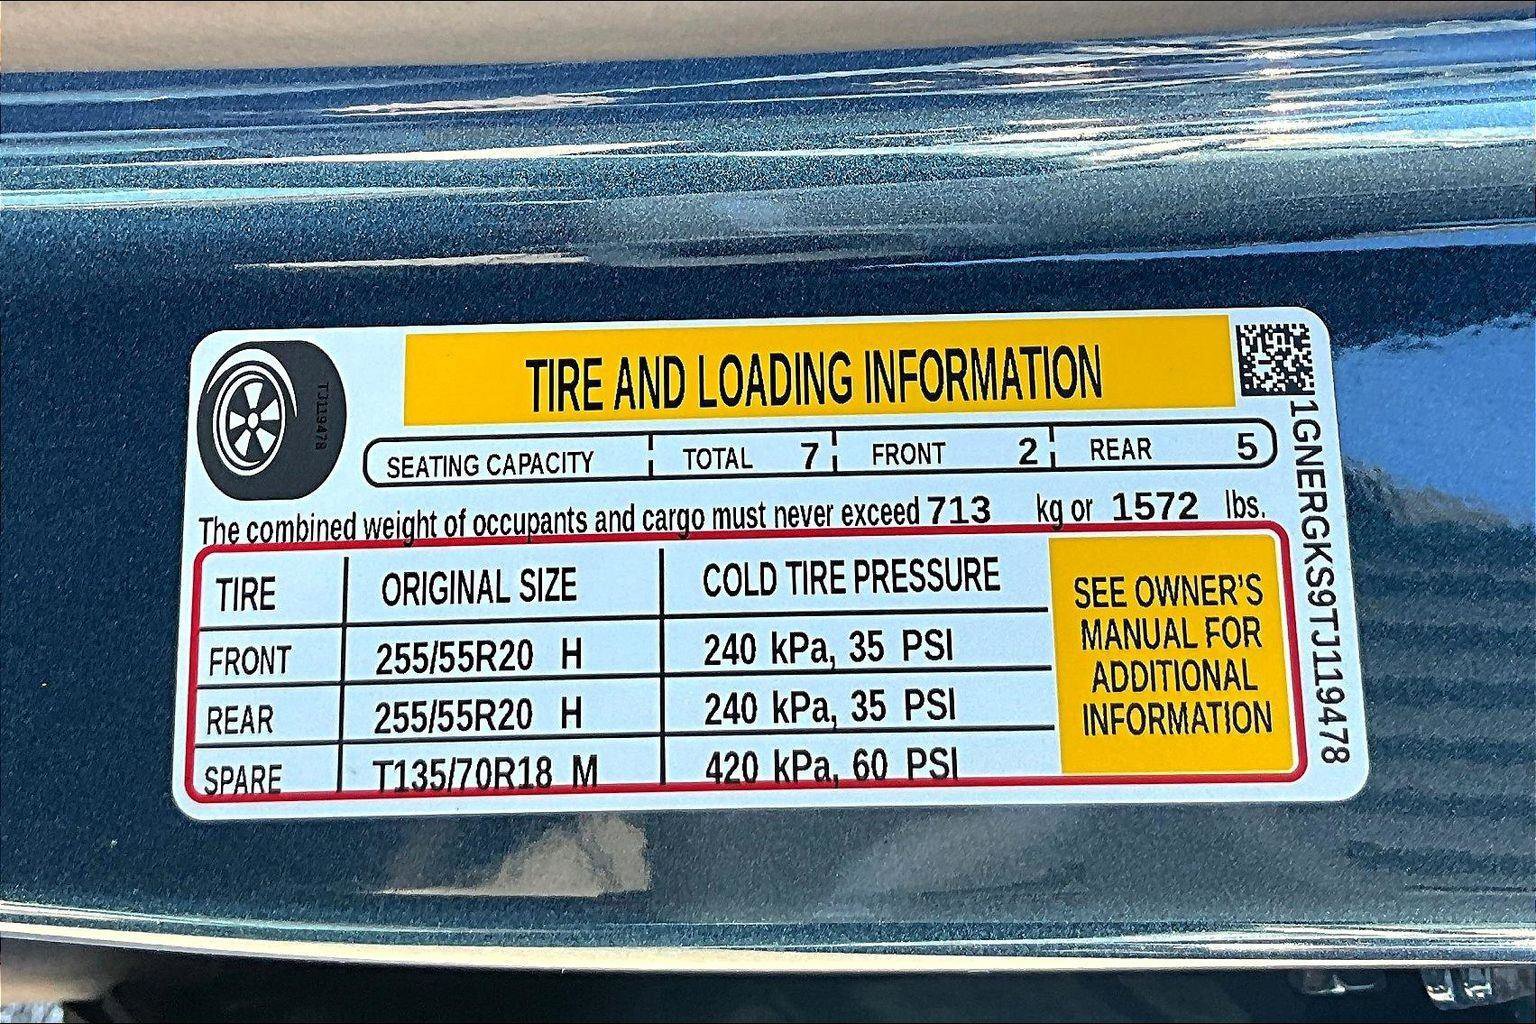 TIRE AND LOADING INFORMATION
TJ119478
SEATING CAPACITY TOTAL 7 FRONT 2 REAR 5
The combined weight of occupants and cargo must never exceed 713 kg or 1572 lbs.
TIRE ORIGINAL SIZE COLD TIRE PRESSURE
FRONT 255/55R20 H 240 kPa, 35 PSI
REAR 255/55R20 H 240 kPa, 35 PSI
SPARE T135/70R18 M 420 kPa, 60 PSI
SEE OWNER'S
MANUAL FOR
ADDITIONAL
INFORMATION
1GNERGKS9TJ119478